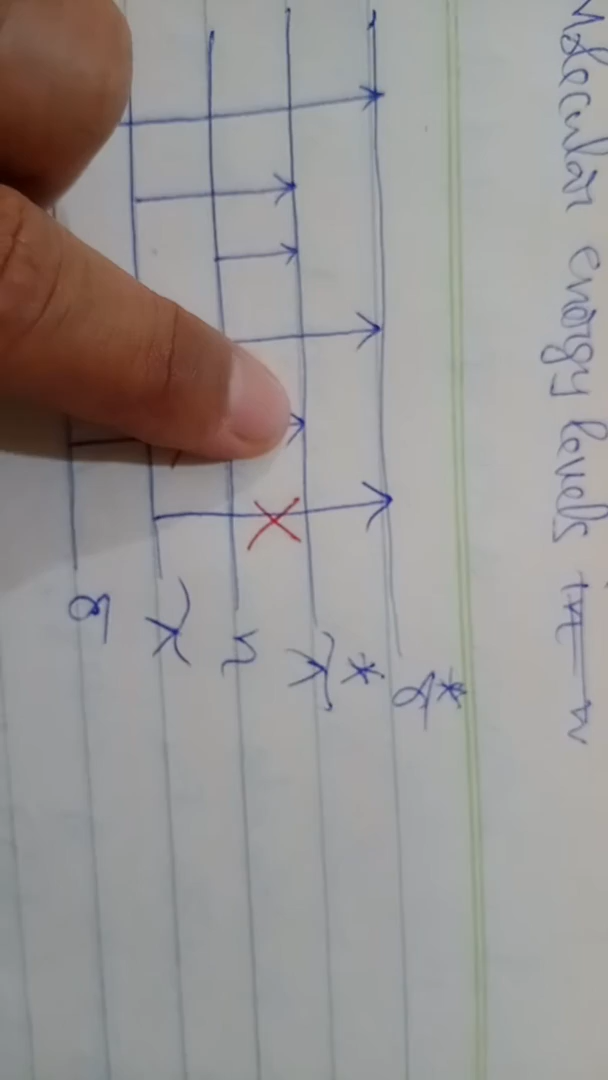 Molecular energy levels
σ*
π*
n
π
σ